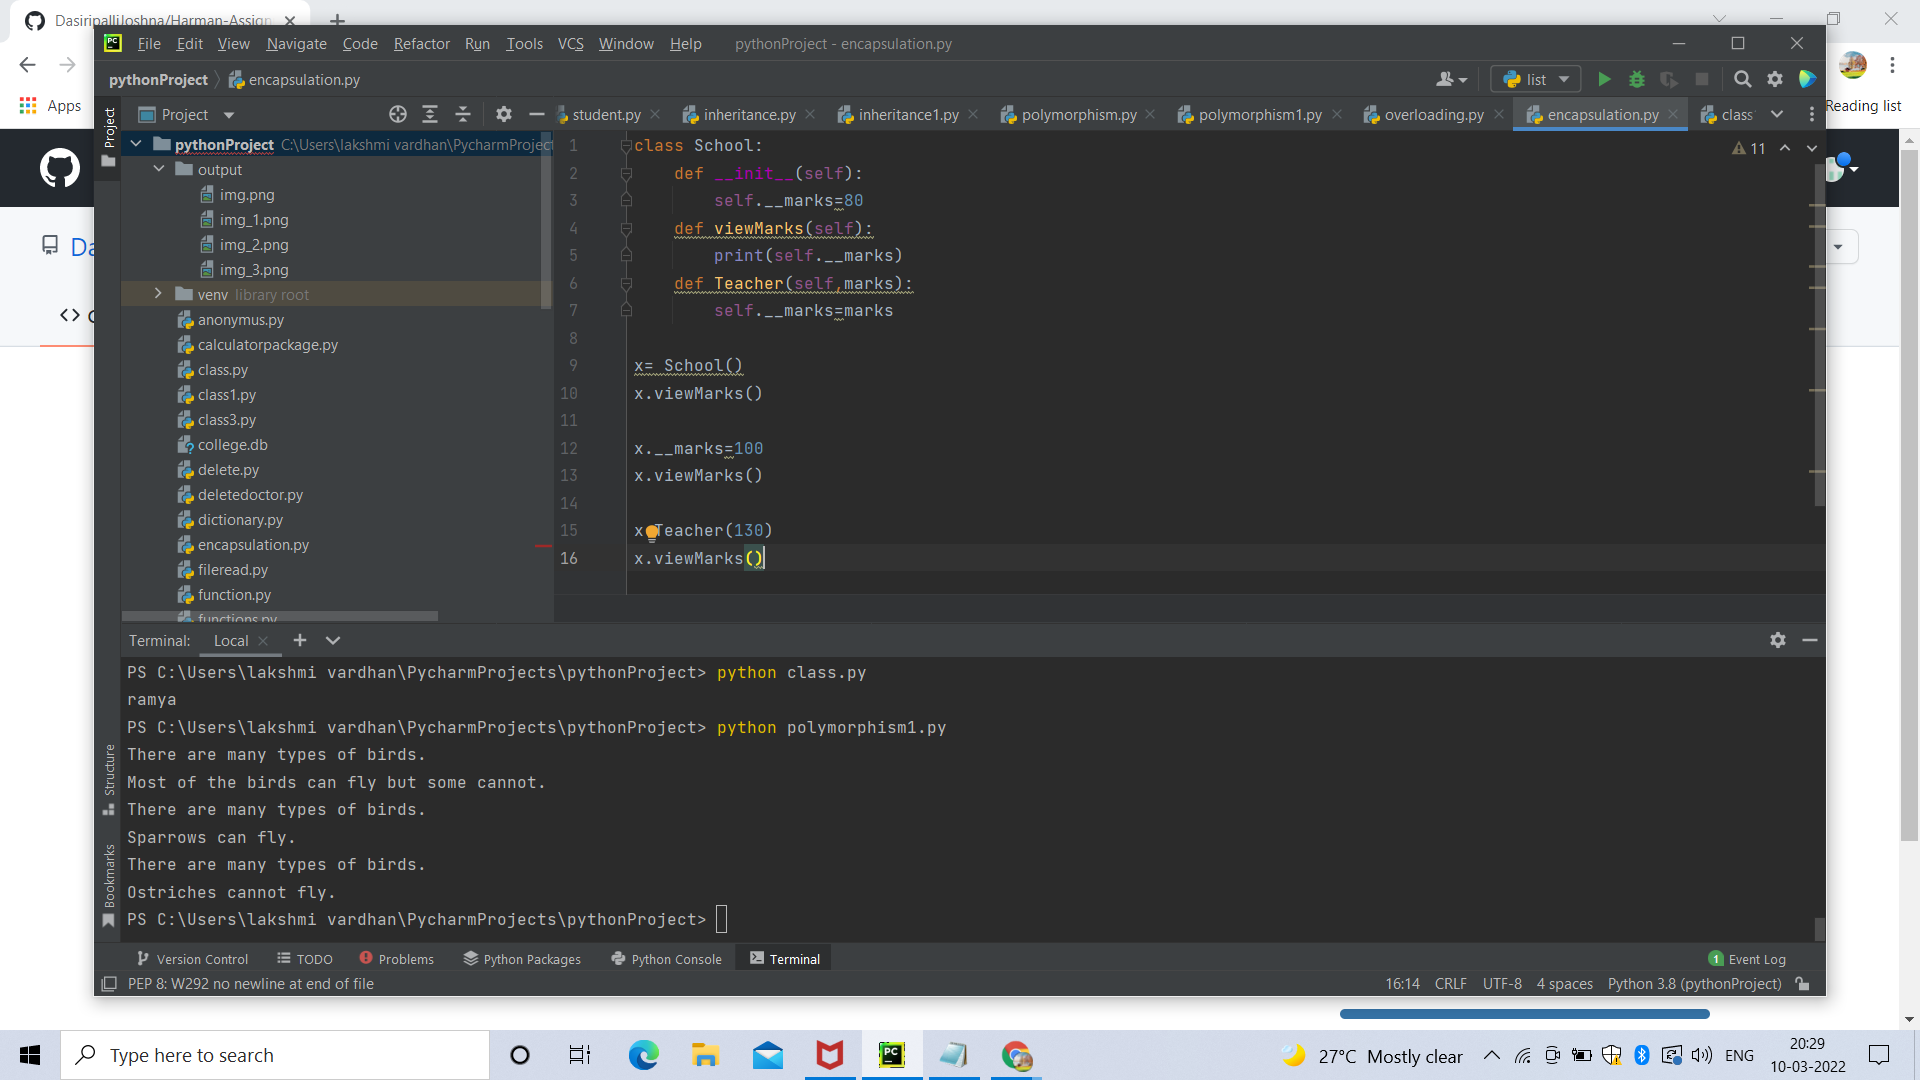 DasiripalliJoshna/Harman-Assign
File Edit View Navigate Code Refactor Run Tools VCS Window Help pythonProject - encapsulation.py
pythonProject encapsulation.py list
Apps Reading list
Project student.py inheritance.py inheritance1.py polymorphism.py polymorphism1.py overloading.py encapsulation.py class
Project
pythonProject C:\Users\lakshmi vardhan\PycharmProject
output
img.png
img_1.png
img_2.png
img_3.png
venv library root
anonymus.py
calculatorpackage.py
class.py
class1.py
class3.py
college.db
delete.py
deletedoctor.py
dictionary.py
encapsulation.py
fileread.py
function.py
functions.py
Da
11
1 class School:
2 def __init__(self):
3 self.__marks=80
4 def viewMarks(self):
5 print(self.__marks)
6 def Teacher(self,marks):
7 self.__marks=marks
8
9 x= School()
10 x.viewMarks()
11
12 x.__marks=100
13 x.viewMarks()
14
15 x Teacher(130)
16 x.viewMarks()
Terminal: Local
PS C:\Users\lakshmi vardhan\PycharmProjects\pythonProject> python class.py
ramya
PS C:\Users\lakshmi vardhan\PycharmProjects\pythonProject> python polymorphism1.py
There are many types of birds.
Most of the birds can fly but some cannot.
There are many types of birds.
Sparrows can fly.
There are many types of birds.
Ostriches cannot fly.
PS C:\Users\lakshmi vardhan\PycharmProjects\pythonProject>
Structure
Bookmarks
Version Control TODO Problems Python Packages Python Console Terminal 1 Event Log
PEP 8: W292 no newline at end of file 16:14 CRLF UTF-8 4 spaces Python 3.8 (pythonProject)
Type here to search 27°C Mostly clear ENG 20:29
10-03-2022